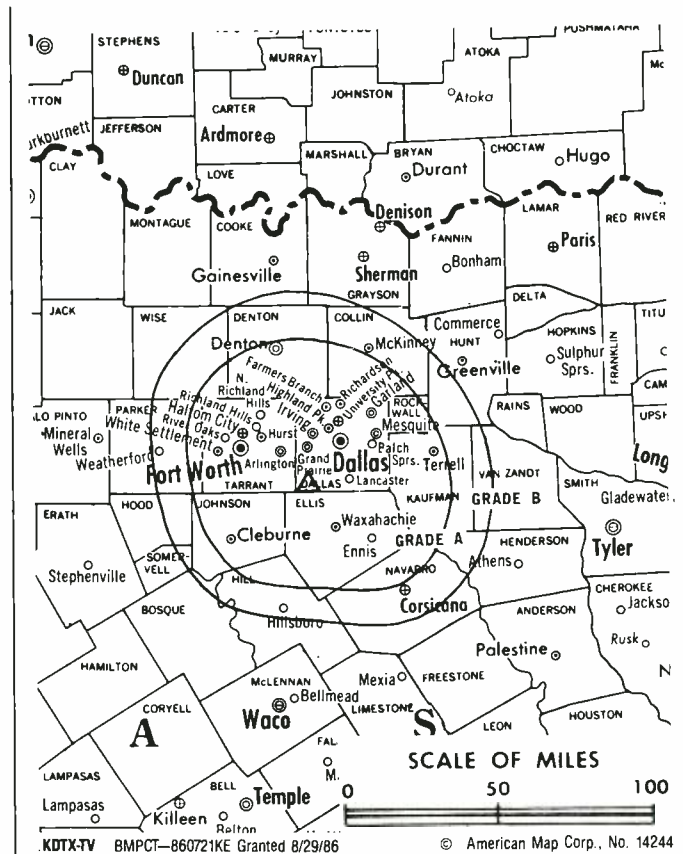 PUSHMATAHA
STEPHENS
Duncan
MURRAY
ATOKA
Atoka
JOHNSTON
CARTER
Ardmore
JEFFERSON
MARSHALL
BRYAN
Durant
CHOCTAW
Hugo
CLAY
LOVE
MONTAGUE
COOKE
Denison
LAMAR
RED RIVER
FANNIN
Paris
Gainesville
Sherman
Bonham
GRAYSON
DELTA
JACK
WISE
DENTON
COLLIN
Commerce
HUNT
HOPKINS
FRANKLIN
Denton
McKinney
Greenville
Sulphur
Sprs.
Farmers Branch
Richardson
N.
Richland
Hills
Highland Pk.
Garland
Richland Hills
Haltom City
Irving
ROCK
WALL
RAINS
WOOD
PARKER
White Settlement
River
Oaks
Hurst
Mesquite
Mineral
Wells
Weatherford
Fort Worth
Arlington
Grand
Prairie
Dallas
Balch
Sprs.
Terrell
Lancaster
TARRANT
DALLAS
KAUFMAN
VAN ZANDT
GRADE B
SMITH
Gladewater
HOOD
JOHNSON
ELLIS
Waxahachie
Ennis
GRADE A
Tyler
ERATH
Cleburne
HENDERSON
Athens
Stephenville
SOMER-
VELL
HILL
NAVARRO
Corsicana
CHEROKEE
BOSQUE
Hillsboro
ANDERSON
Rusk
Palestine
HAMILTON
McLENNAN
Bellmead
Mexia
FREESTONE
LIMESTONE
CORYELL
Waco
A
S
LEON
HOUSTON
SCALE OF MILES
0 50 100
LAMPASAS
Lampasas
BELL
Temple
Killeen
Belton
KDTX-TV BMPCT—860721KE Granted 8/29/86
© American Map Corp., No. 14244